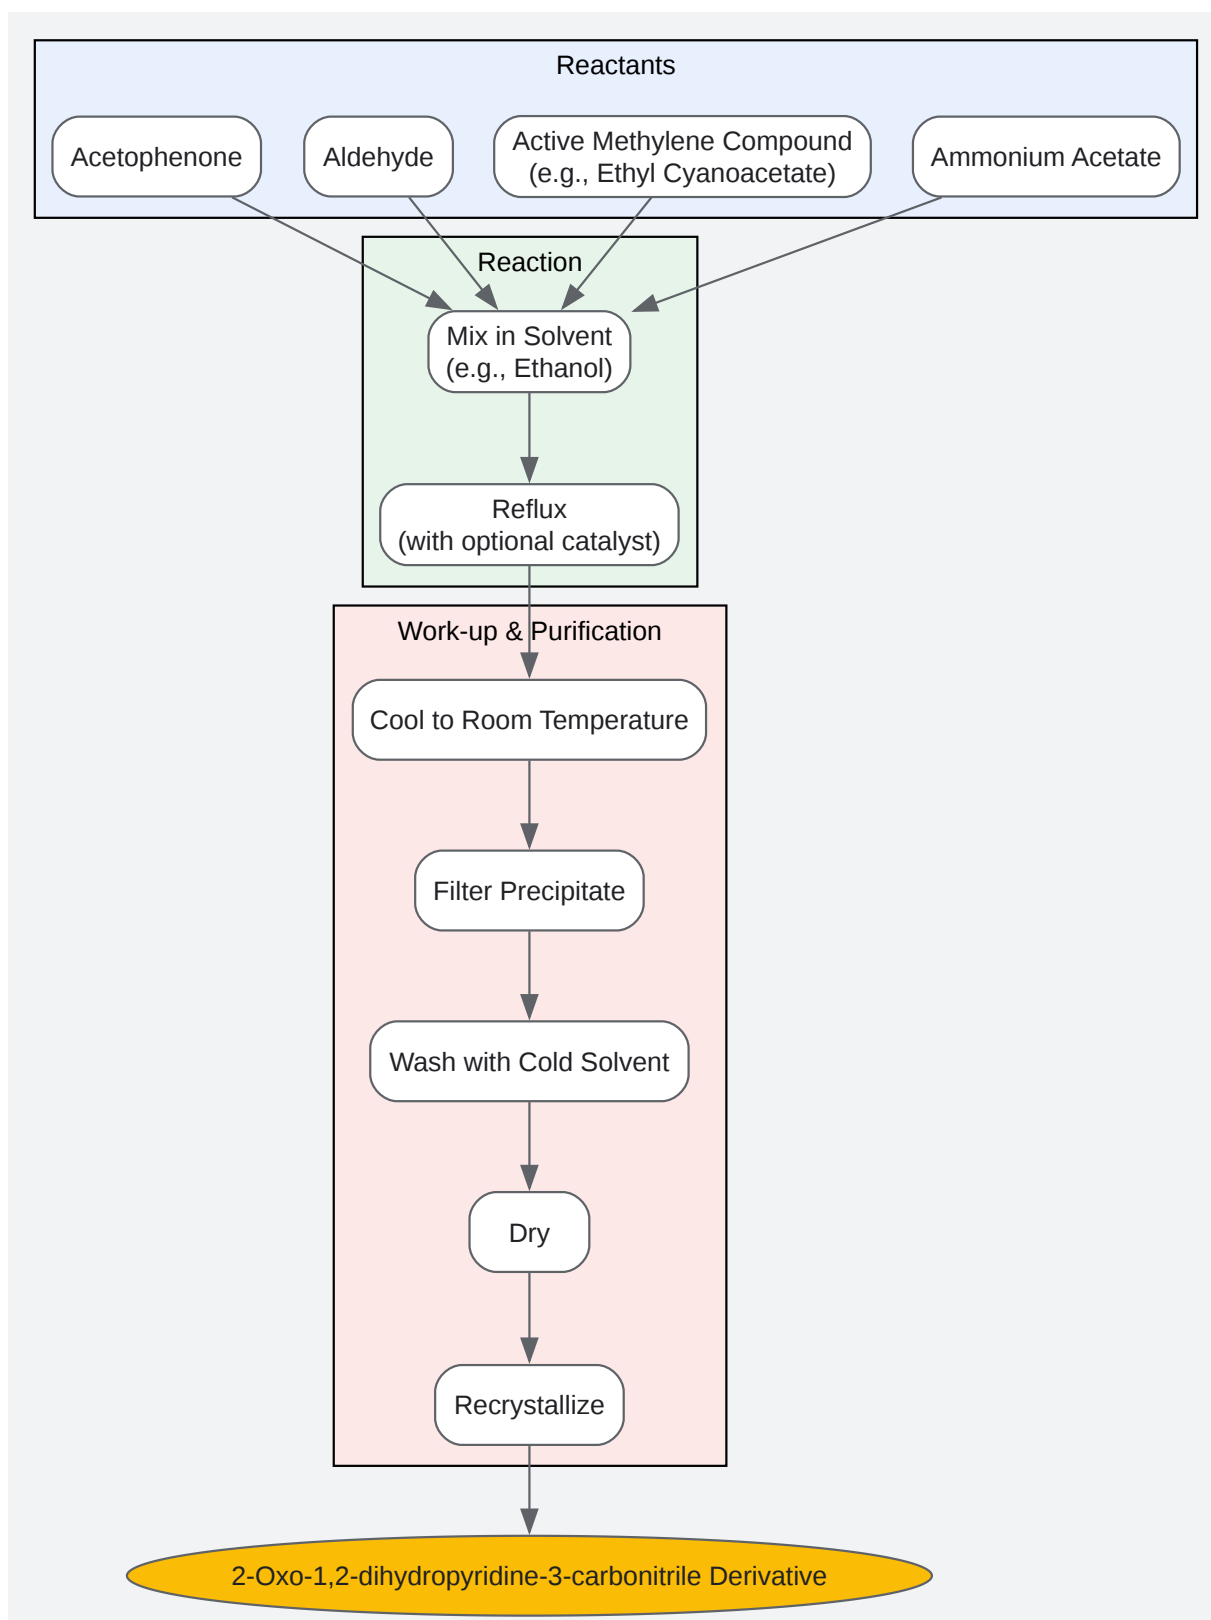 Reactants
Acetophenone
Aldehyde
Active Methylene Compound
(e.g., Ethyl Cyanoacetate)
Ammonium Acetate
Reaction
Mix in Solvent
(e.g., Ethanol)
Reflux
(with optional catalyst)
Work-up & Purification
Cool to Room Temperature
Filter Precipitate
Wash with Cold Solvent
Dry
Recrystallize
2-Oxo-1,2-dihydropyridine-3-carbonitrile Derivative